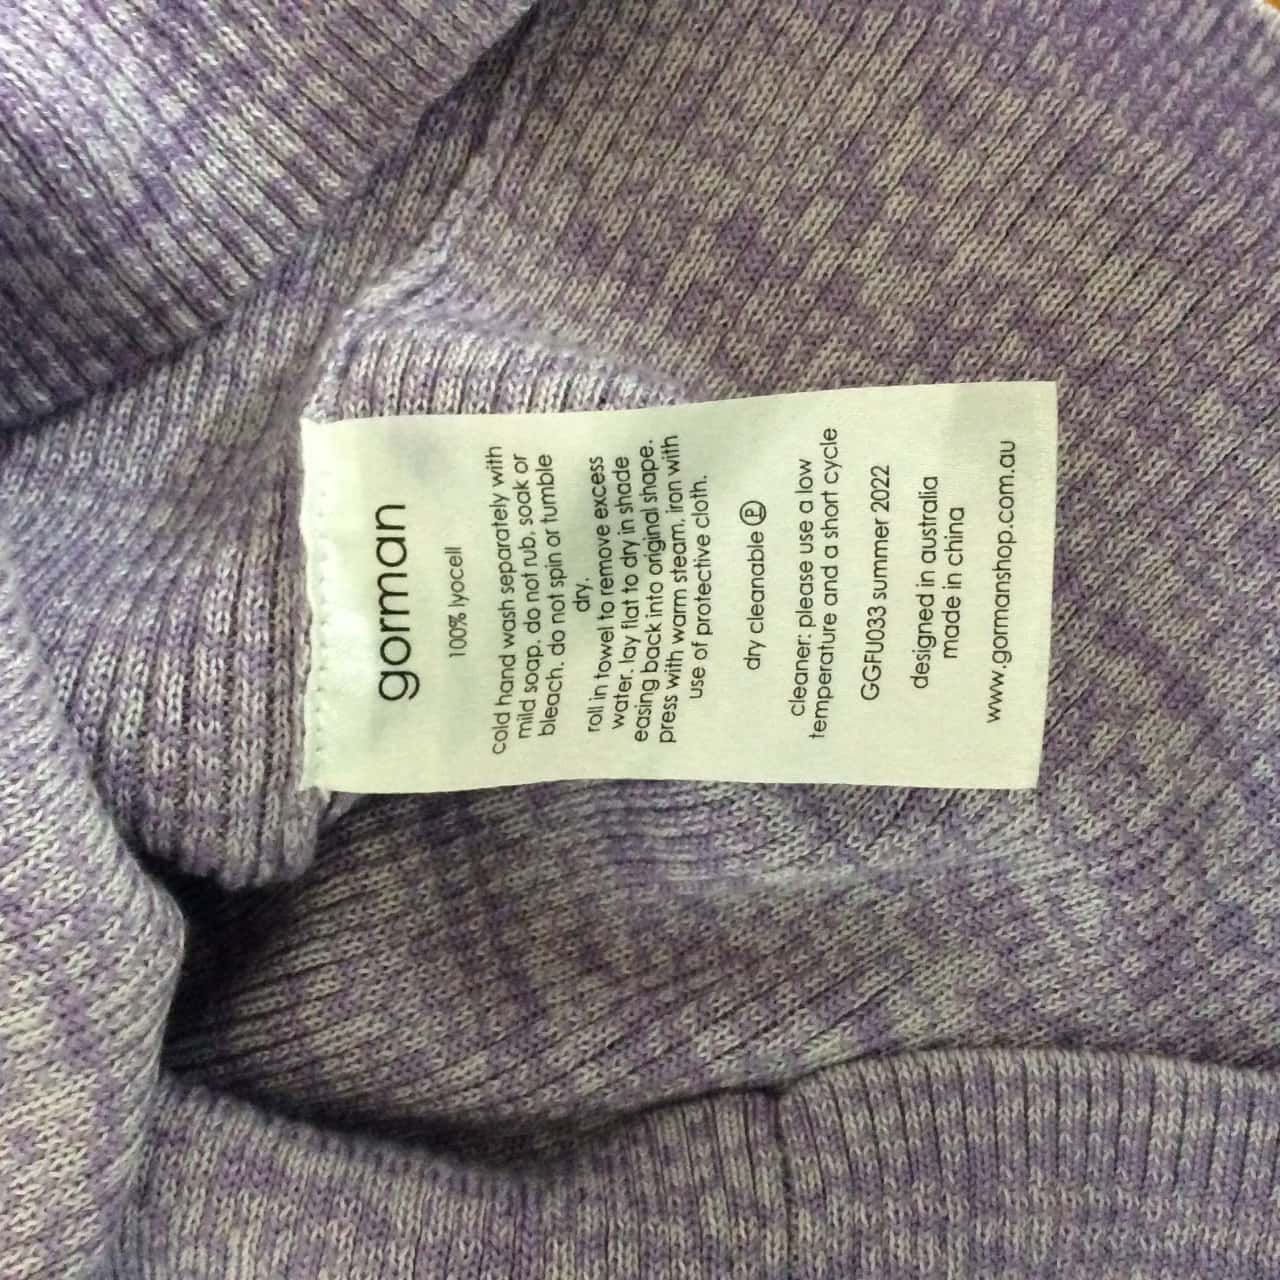 gorman
100% lyocell
cold hand wash separately with
mild soap. do not rub, soak or
bleach. do not spin or tumble
dry.
roll in towel to remove excess
water. lay flat to dry in shade
easing back into original shape.
press with warm steam. iron with
use of protective cloth.
dry cleanable Ⓟ
cleaner: please use a low
temperature and a short cycle
GGFU033 summer 2022
designed in australia
made in china
www.gormanshop.com.au